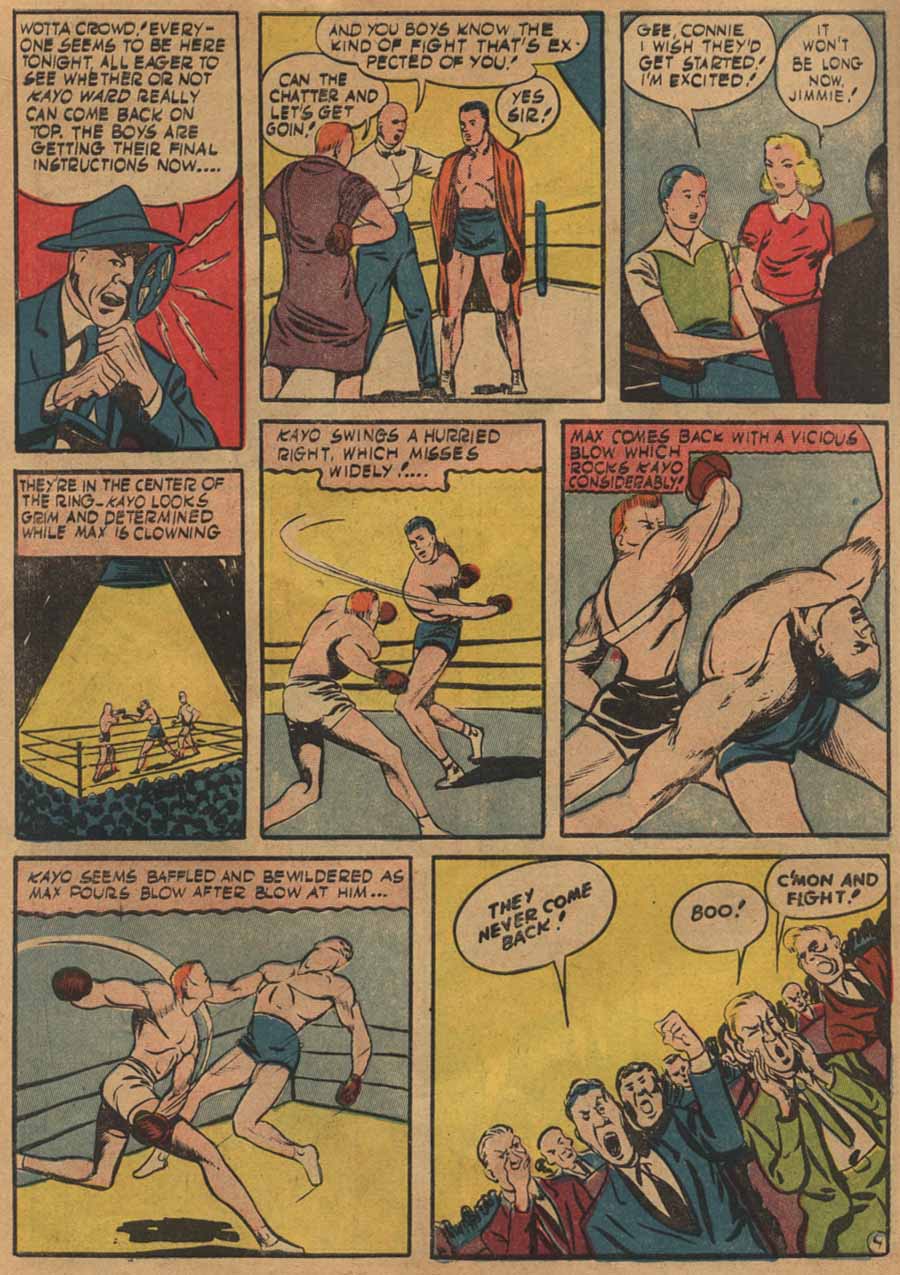 WOTTA CROWD! EVERY-
ONE SEEMS TO BE HERE
TONIGHT, ALL EAGER TO
SEE WHETHER OR NOT
KAYO WARD REALLY
CAN COME BACK ON
TOP. THE BOYS ARE
GETTING THEIR FINAL
INSTRUCTIONS NOW....
AND YOU BOYS KNOW THE
KIND OF FIGHT THAT'S EX-
PECTED OF YOU!
CAN THE
CHATTER AND
LET'S GET
GOIN!
YES
SIR!
GEE, CONNIE
I WISH THEY'D
GET STARTED!
I'M EXCITED!
IT
WON'T
BE LONG
NOW,
JIMMIE!
THEY'RE IN THE CENTER OF
THE RING-KAYO LOOKS
GRIM AND DETERMINED
WHILE MAX IS CLOWNING
KAYO SWINGS A HURRIED
RIGHT, WHICH MISSES
WIDELY!....
MAX COMES BACK WITH A VICIOUS
BLOW WHICH
ROCKS KAYO
CONSIDERABLY!
KAYO SEEMS BAFFLED AND BEWILDERED AS
MAX POURS BLOW AFTER BLOW AT HIM...
THEY
NEVER COME
BACK!
BOO!
C'MON AND
FIGHT!
4